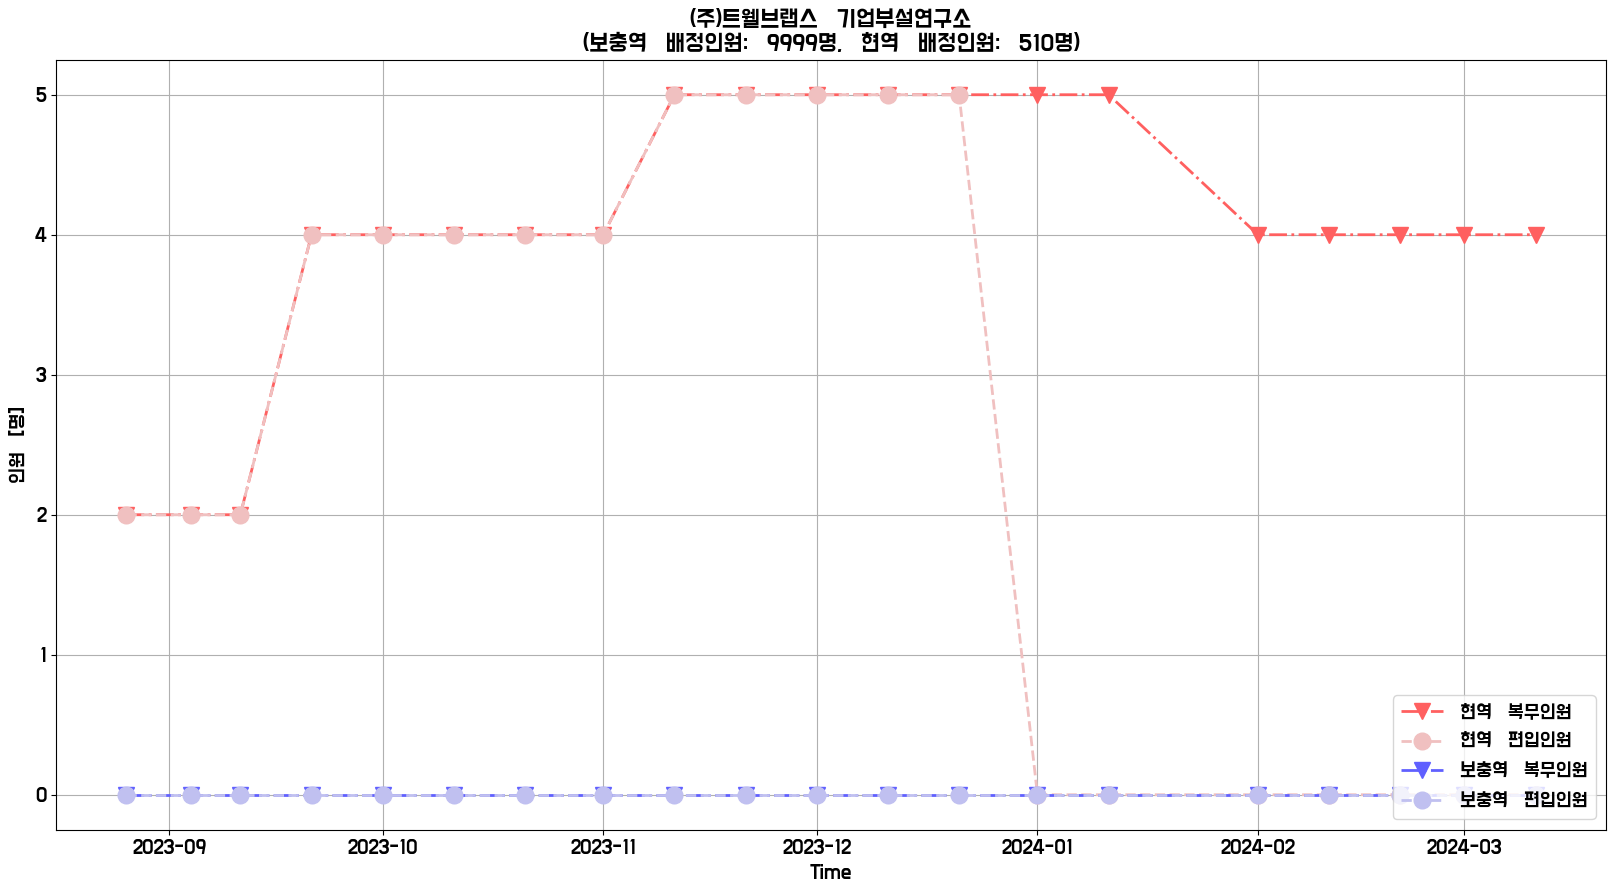 (주)트웰브랩스 기업부설연구소
(보충역 배정인원: 9999명, 현역 배정인원: 510명)
5
4
3
2
1
0
인원 [명]
2023-09
2023-10
2023-11
2023-12
2024-01
2024-02
2024-03
Time
현역 복무인원
현역 편입인원
보충역 복무인원
보충역 편입인원